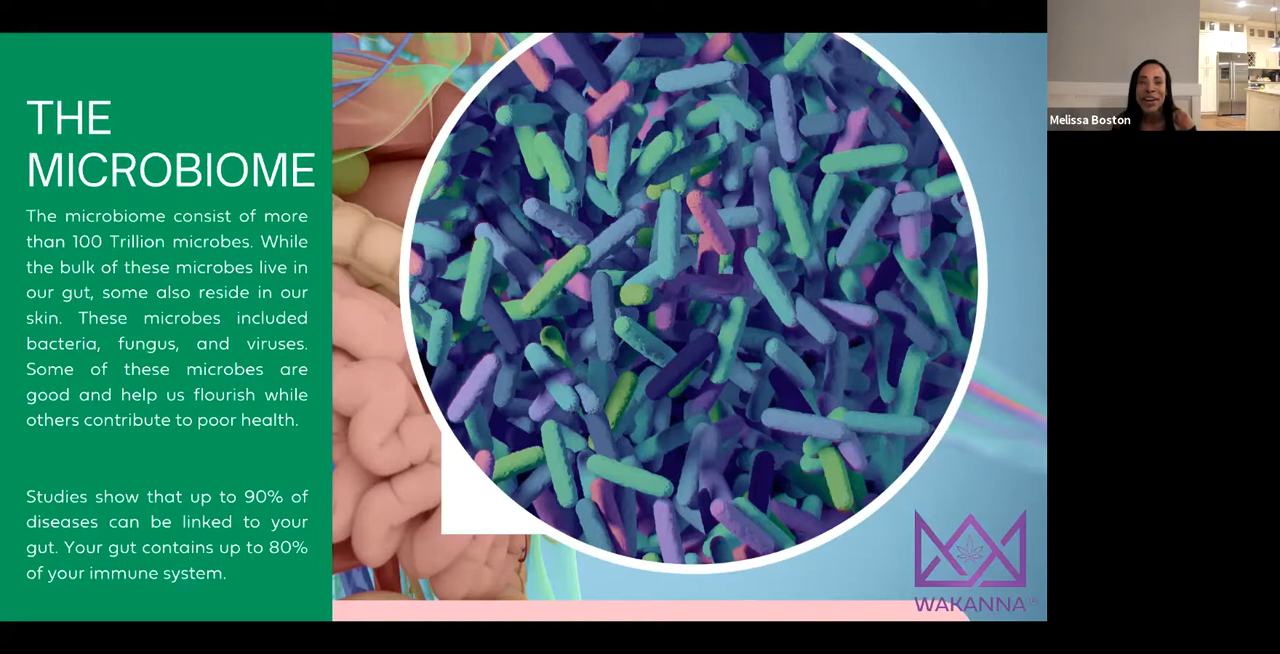 THE
MICROBIOME
The microbiome consist of more
than 100 Trillion microbes. While
the bulk of these microbes live in
our gut, some also reside in our
skin. These microbes included
bacteria, fungus, and viruses.
Some of these microbes are
good and help us flourish while
others contribute to poor health.
Studies show that up to 90% of
diseases can be linked to your
gut. Your gut contains up to 80%
of your immune system.
WAKANNA
Melissa Boston